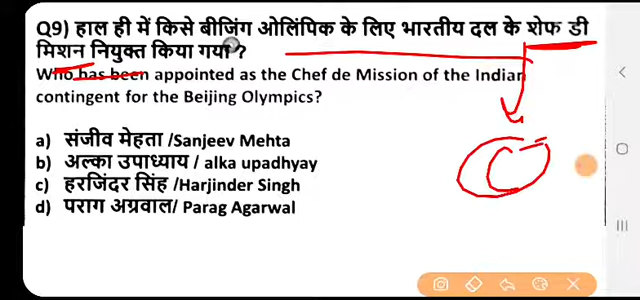 Q9) हाल ही में किसे बीजिंग ओलंपिक के लिए भारतीय दल के शेफ डी
मिशन नियुक्त किया गया?
Who has been appointed as the Chef de Mission of the Indian
contingent for the Beijing Olympics?
a) संजीव मेहता /Sanjeev Mehta
b) अल्का उपाध्याय / alka upadhyay
c) हरजिंदर सिंह /Harjinder Singh
d) पराग अग्रवाल/ Parag Agarwal